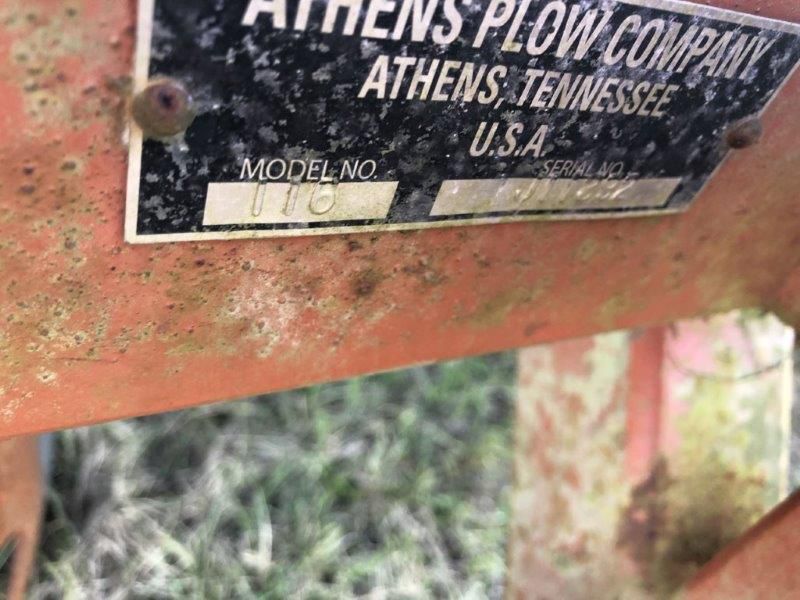 ATHENS PLOW COMPANY
ATHENS, TENNESSEE
U.S.A.
MODEL NO. SERIAL NO.
116